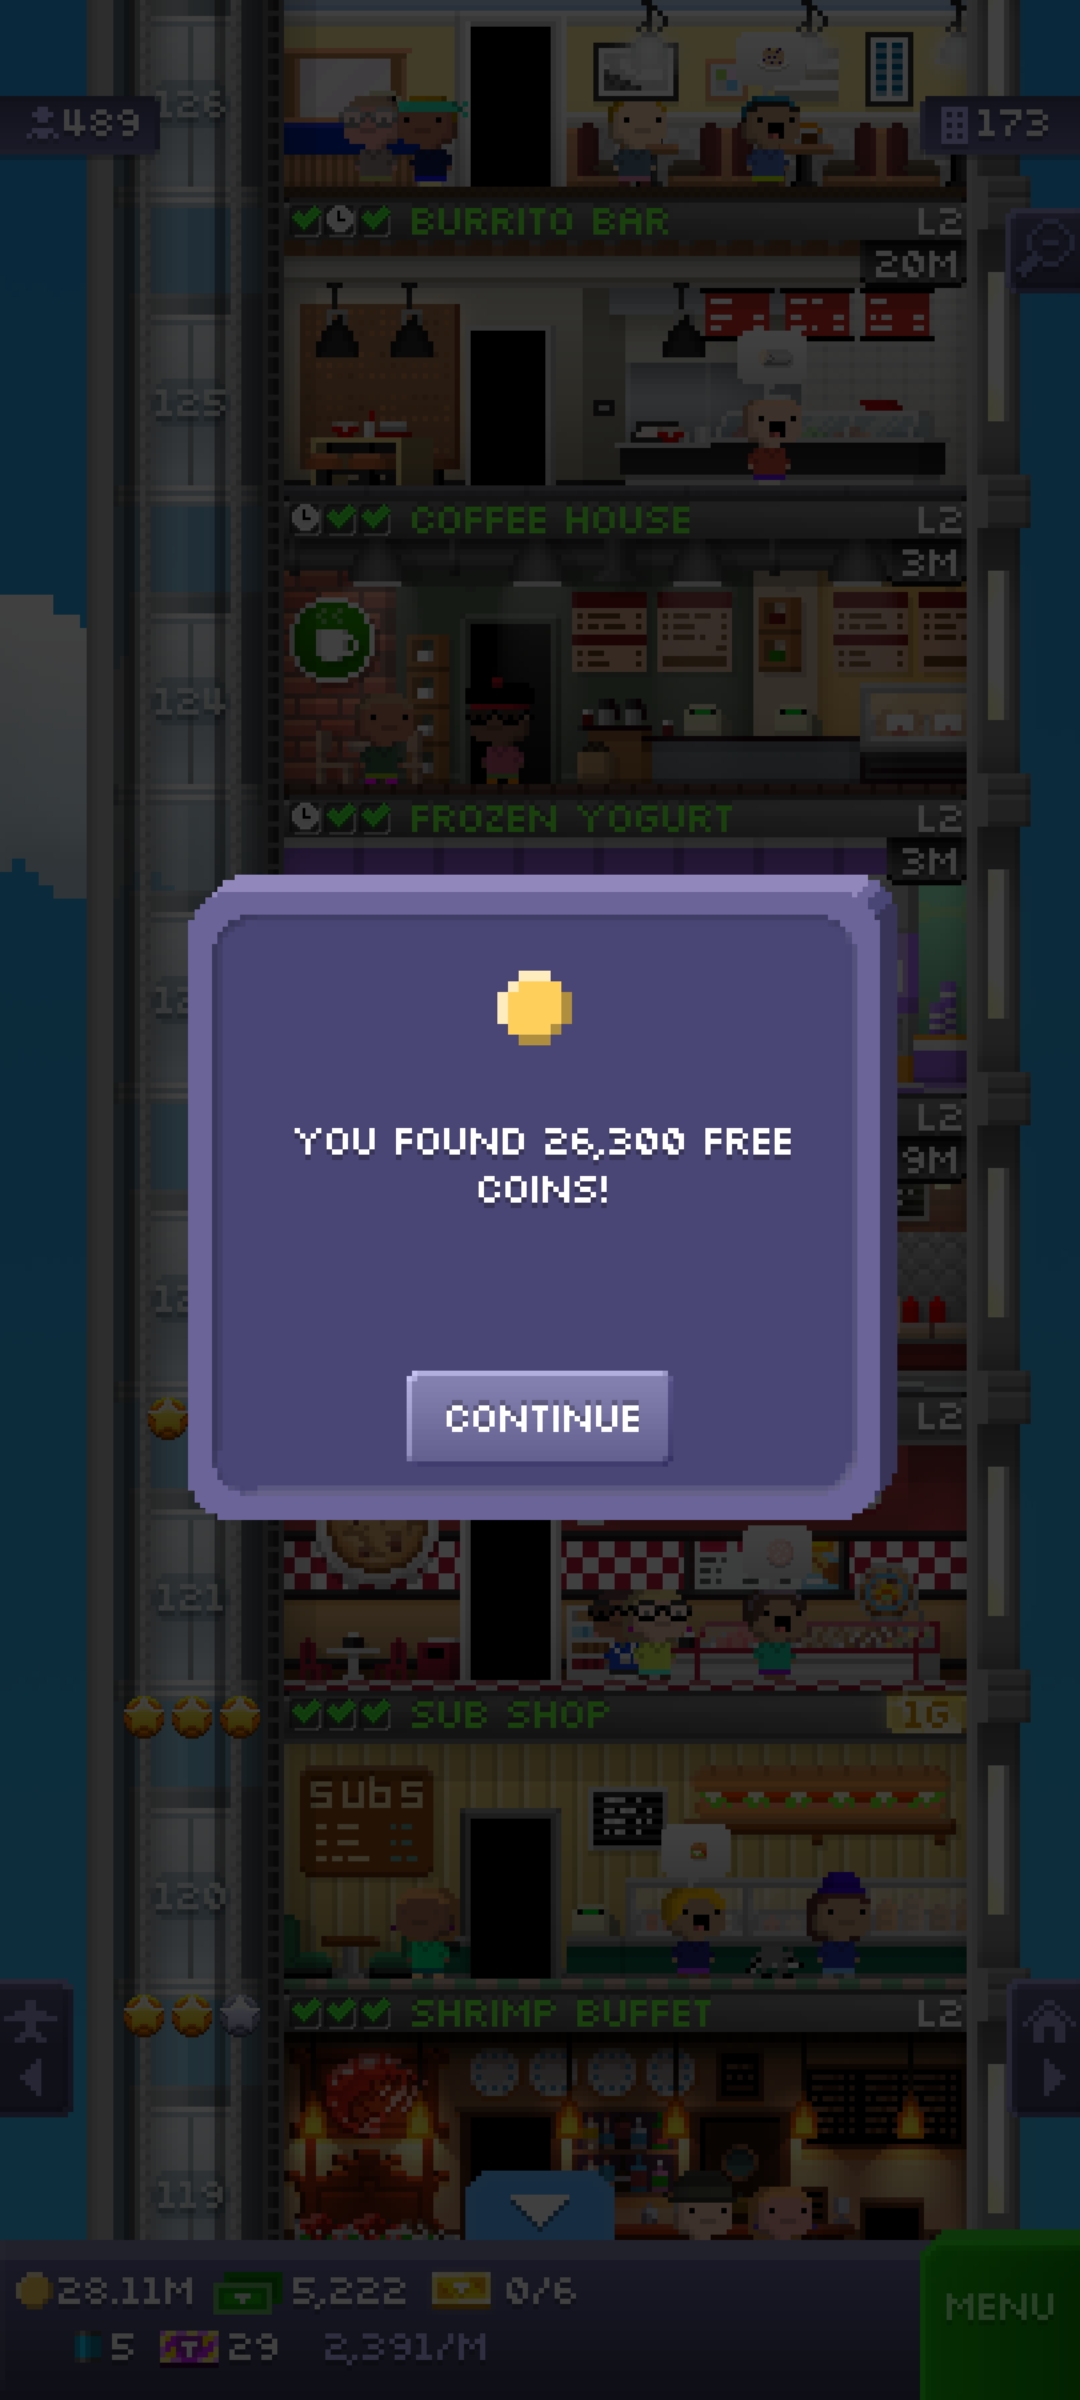 126
489
173
BURRITO BAR L2
20M
125
COFFEE HOUSE L2
3M
124
FROZEN YOGURT L2
3M
YOU FOUND 26,300 FREE
COINS!
L2
9M
CONTINUE
L2
121
SUB SHOP 1G
SUBS
120
SHRIMP BUFFET L2
119
28.11M 5,222 0/6
MENU
5 T 29 2,391/M